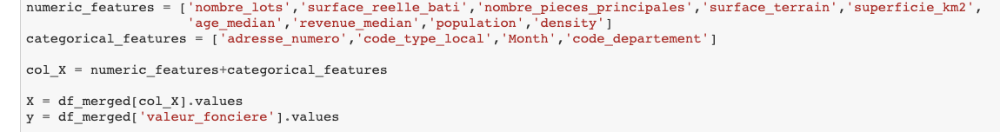 numeric_features = ['nombre_lots','surface_reelle_bati','nombre_pieces_principales','surface_terrain','superficie_km2',
'age_median','revenue_median','population','density']
categorical_features = ['adresse_numero','code_type_local','Month','code_departement']
col_X = numeric_features+categorical_features
X = df_merged[col_X].values
y = df_merged['valeur_fonciere'].values